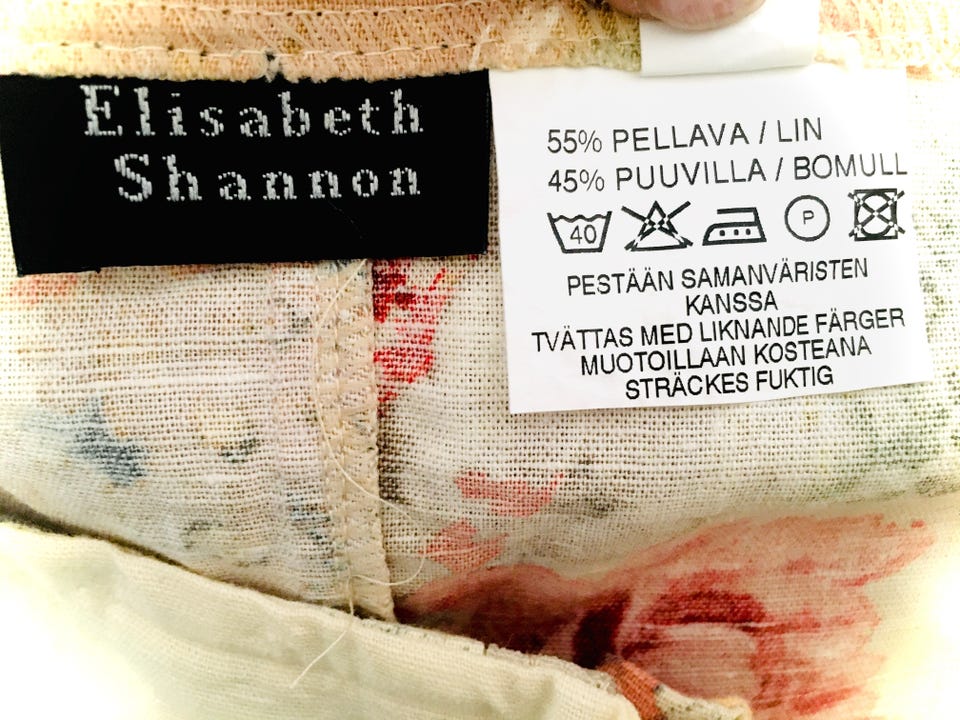 Elisabeth
Shannon
55% PELLAVA / LIN
45% PUUVILLA / BOMULL
40 P
PESTÄÄN SAMANVÄRISTEN
KANSSA
TVÄTTAS MED LIKNANDE FÄRGER
MUOTOILLAAN KOSTEANA
STRÄCKES FUKTIG